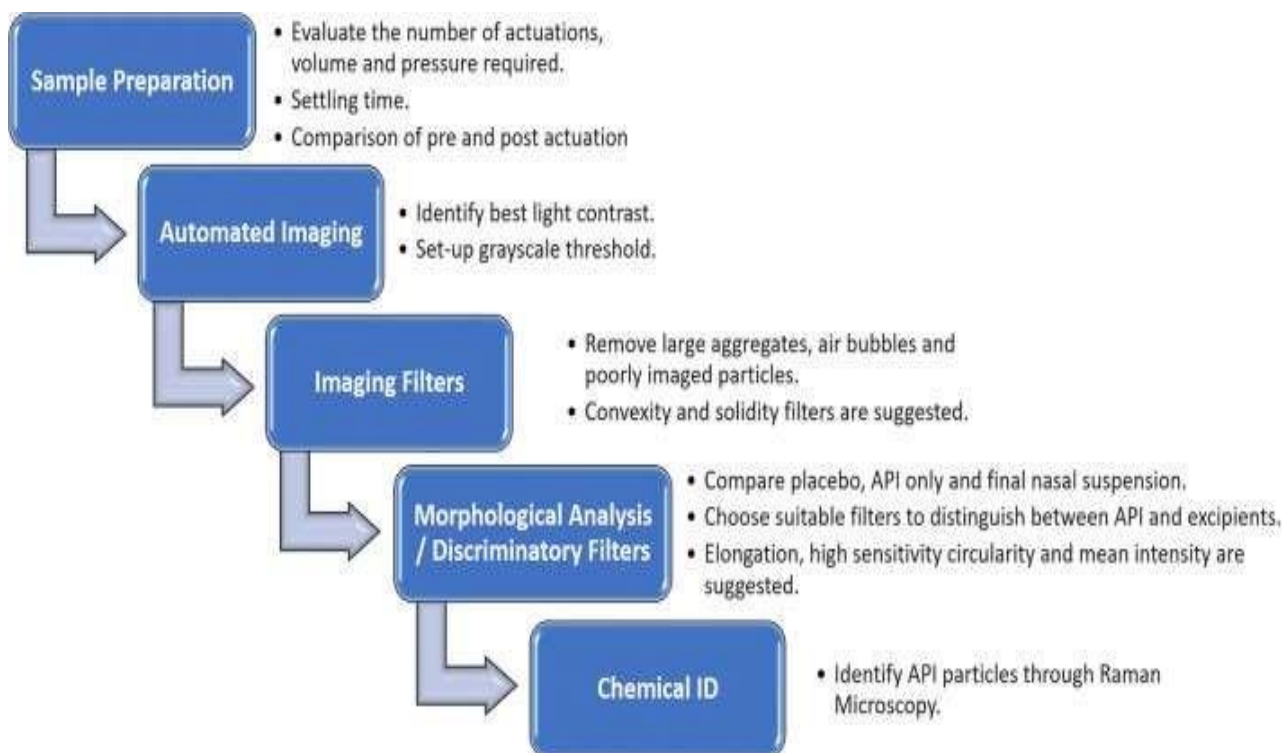 Sample Preparation
• Evaluate the number of actuations,
volume and pressure required.
• Settling time.
• Comparison of pre and post actuation
Automated Imaging
• Identify best light contrast.
• Set-up grayscale threshold.
Imaging Filters
• Remove large aggregates, air bubbles and
poorly imaged particles.
• Convexity and solidity filters are suggested.
Morphological Analysis
/ Discriminatory Filters
• Compare placebo, API only and final nasal suspension.
• Choose suitable filters to distinguish between API and excipients.
• Elongation, high sensitivity circularity and mean intensity are
suggested.
Chemical ID
• Identify API particles through Raman
Microscopy.